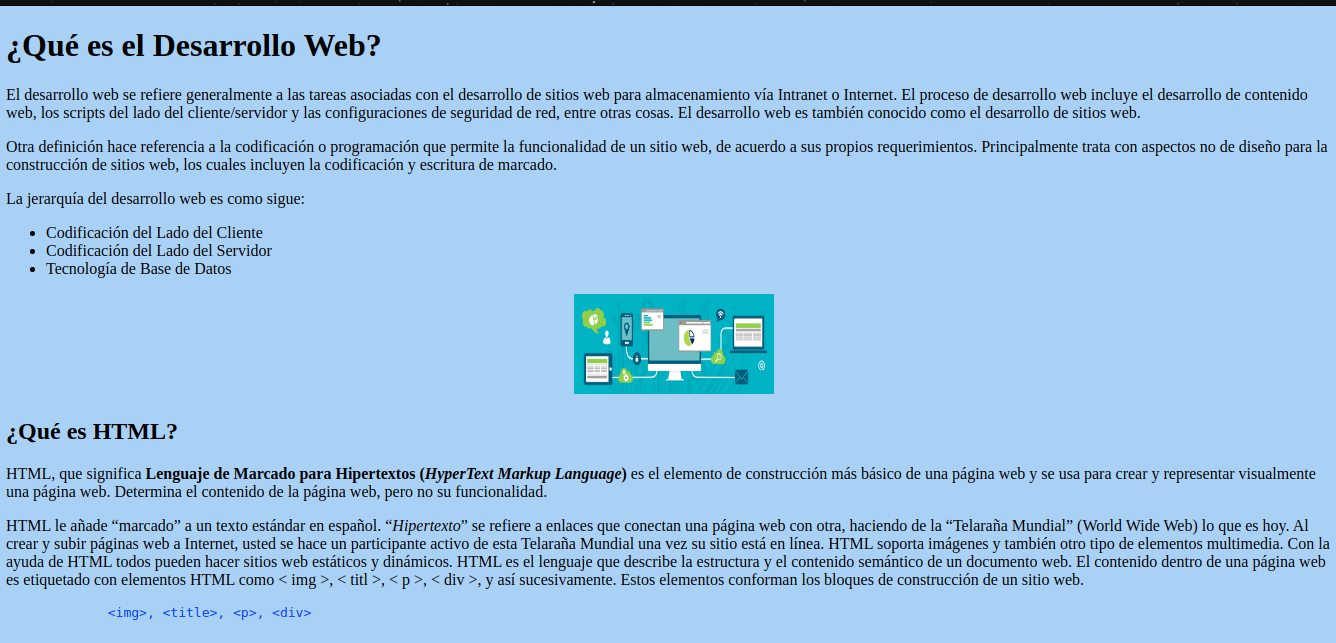 ¿Qué es el Desarrollo Web?
El desarrollo web se refiere generalmente a las tareas asociadas con el desarrollo de sitios web para almacenamiento vía Intranet o Internet. El proceso de desarrollo web incluye el desarrollo de contenido
web, los scripts del lado del cliente/servidor y las configuraciones de seguridad de red, entre otras cosas. El desarrollo web es también conocido como el desarrollo de sitios web.
Otra definición hace referencia a la codificación o programación que permite la funcionalidad de un sitio web, de acuerdo a sus propios requerimientos. Principalmente trata con aspectos no de diseño para la
construcción de sitios web, los cuales incluyen la codificación y escritura de marcado.
La jerarquía del desarrollo web es como sigue:
• Codificación del Lado del Cliente
• Codificación del Lado del Servidor
• Tecnología de Base de Datos
¿Qué es HTML?
HTML, que significa Lenguaje de Marcado para Hipertextos (HyperText Markup Language) es el elemento de construcción más básico de una página web y se usa para crear y representar visualmente
una página web. Determina el contenido de la página web, pero no su funcionalidad.
HTML le añade “marcado” a un texto estándar en español. “Hipertexto” se refiere a enlaces que conectan una página web con otra, haciendo de la “Telaraña Mundial” (World Wide Web) lo que es hoy. Al
crear y subir páginas web a Internet, usted se hace un participante activo de esta Telaraña Mundial una vez su sitio está en línea. HTML soporta imágenes y también otro tipo de elementos multimedia. Con la
ayuda de HTML todos pueden hacer sitios web estáticos y dinámicos. HTML es el lenguaje que describe la estructura y el contenido semántico de un documento web. El contenido dentro de una página web
es etiquetado con elementos HTML como < img >, < titl >, < p >, < div >, y así sucesivamente. Estos elementos conforman los bloques de construcción de un sitio web.
<img>, <title>, <p>, <div>